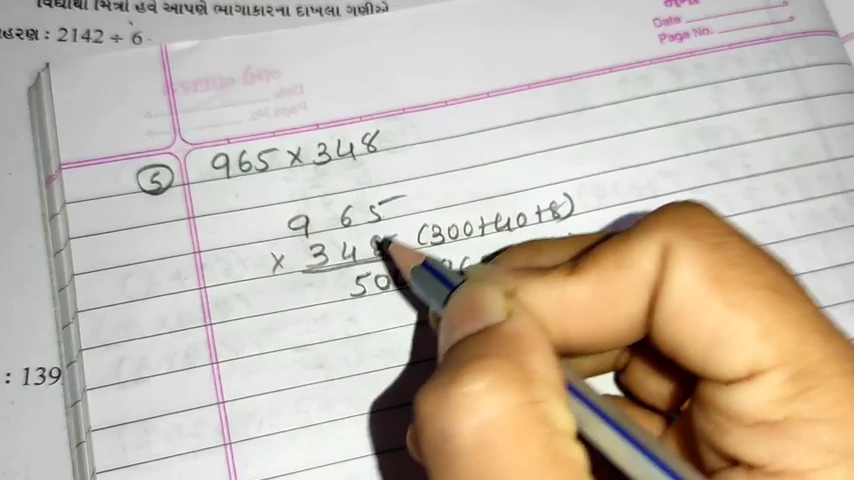 વિદ્યાર્થી મિત્રો હવે આપણે ભાગાકારના દાખલા ગણીએ
હરણ : 2142 ÷ 6
Date
Page No.
5 965 × 348
965
× 348 (300+40+8)
50
: 139